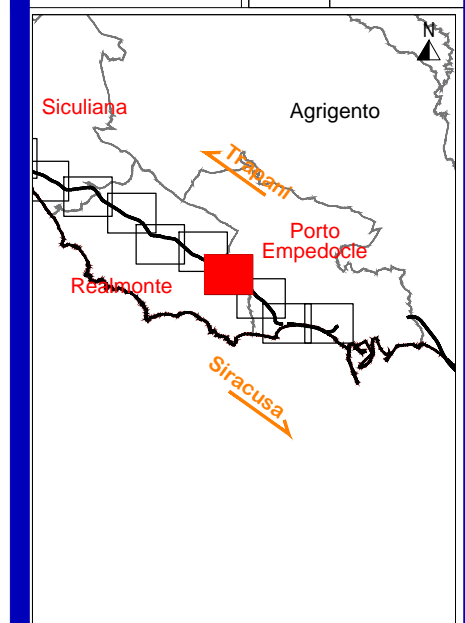 N
Siculiana
Agrigento
Trapani
Porto
Empedocle
Realmonte
Siracusa